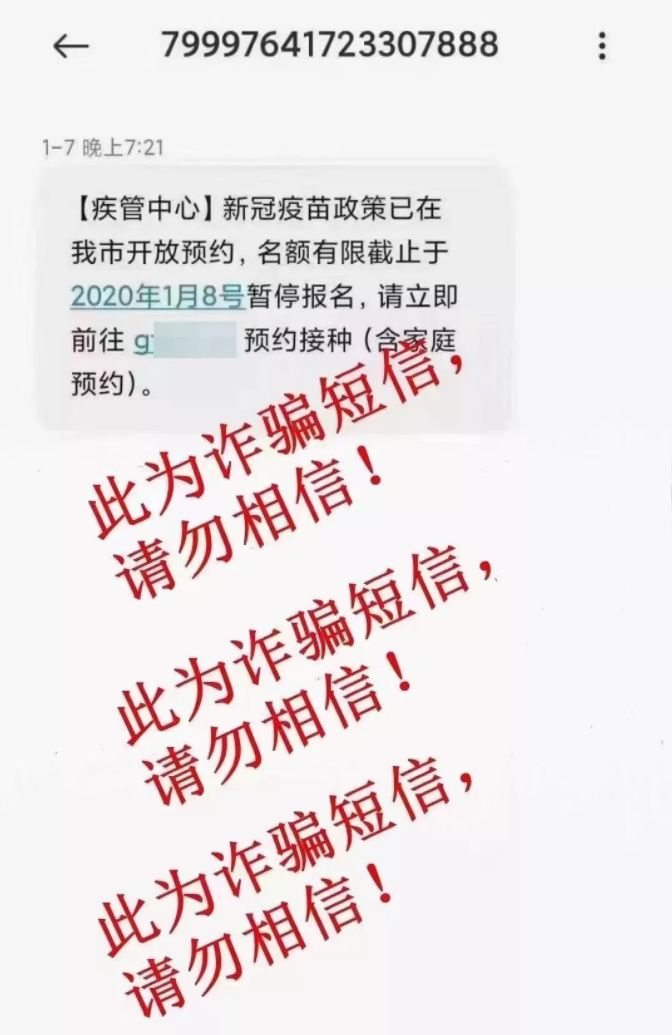 79997641723307888
1-7 晚上7:21
【疾管中心】新冠疫苗政策已在
我市开放预约，名额有限截止于
2020年1月8号暂停报名，请立即
前往 g 预约接种（含家庭
预约）。
此为诈骗短信，
请勿相信！
此为诈骗短信，
请勿相信！
此为诈骗短信，
请勿相信！